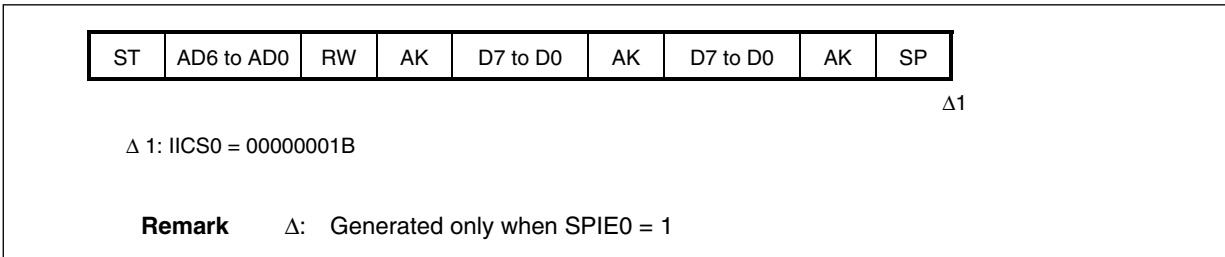 ST AD6 to AD0 RW AK D7 to D0 AK D7 to D0 AK SP
Δ1
Δ 1: IICS0 = 00000001B
Remark Δ: Generated only when SPIE0 = 1